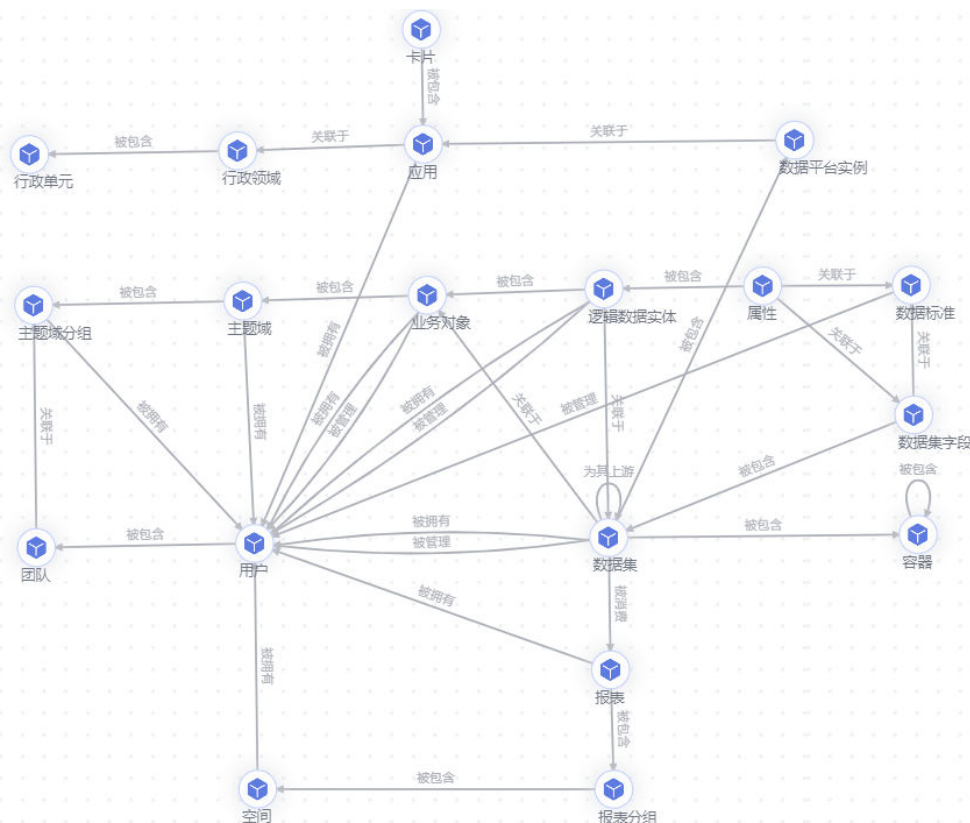 卡片
被包含
被包含
关联于
关联于
行政单元
行政领域
应用
数据平台实例
被包含
被包含
被包含
被包含
关联于
主题域分组
主题域
业务对象
逻辑数据实体
属性
数据标准
被拥有
被包含
关联于
关联于
关联于
被拥有
被拥有
被拥有
被管理
被拥有
被管理
关联于
关联于
被管理
数据集字段
为其上游
被包含
被包含
被包含
被拥有
被管理
被包含
团队
用户
数据集
容器
被拥有
被消费
被拥有
报表
被包含
被包含
空间
报表分组